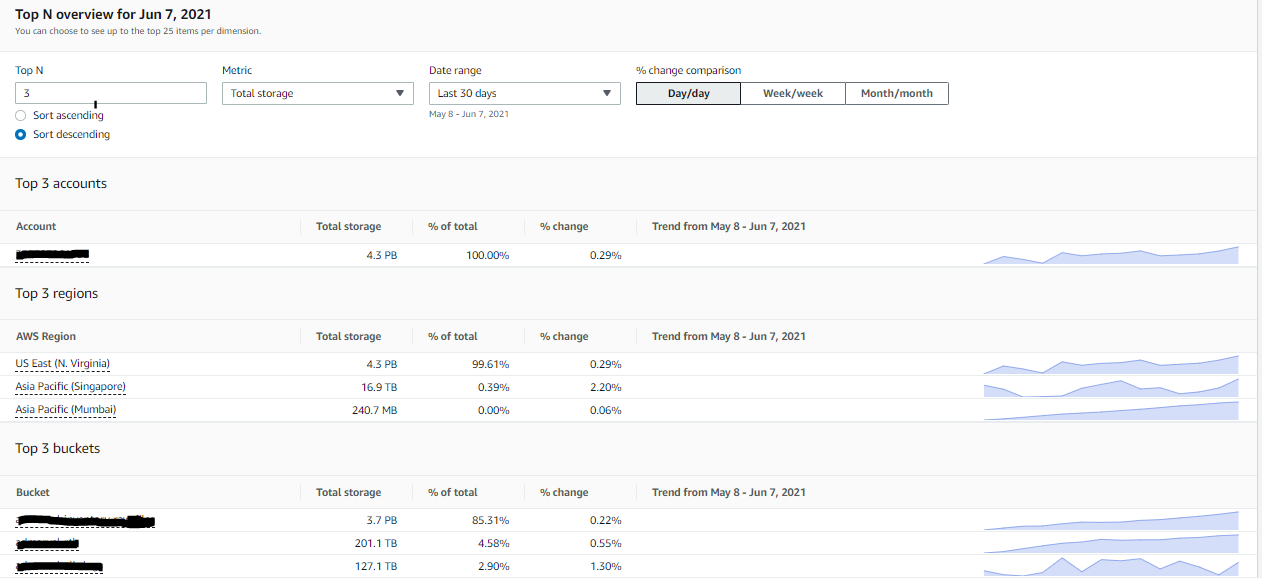 Top N overview for Jun 7, 2021
You can choose to see up to the top 25 items per dimension.
Top N Metric Date range % change comparison
3 Total storage Last 30 days Day/day Week/week Month/month
Sort ascending May 8 - Jun 7, 2021
Sort descending
Top 3 accounts
Account Total storage % of total % change Trend from May 8 - Jun 7, 2021
4.3 PB 100.00% 0.29%
Top 3 regions
AWS Region Total storage % of total % change Trend from May 8 - Jun 7, 2021
US East (N. Virginia) 4.3 PB 99.61% 0.29%
Asia Pacific (Singapore) 16.9 TB 0.39% 2.20%
Asia Pacific (Mumbai) 240.7 MB 0.00% 0.06%
Top 3 buckets
Bucket Total storage % of total % change Trend from May 8 - Jun 7, 2021
3.7 PB 85.31% 0.22%
201.1 TB 4.58% 0.55%
127.1 TB 2.90% 1.30%